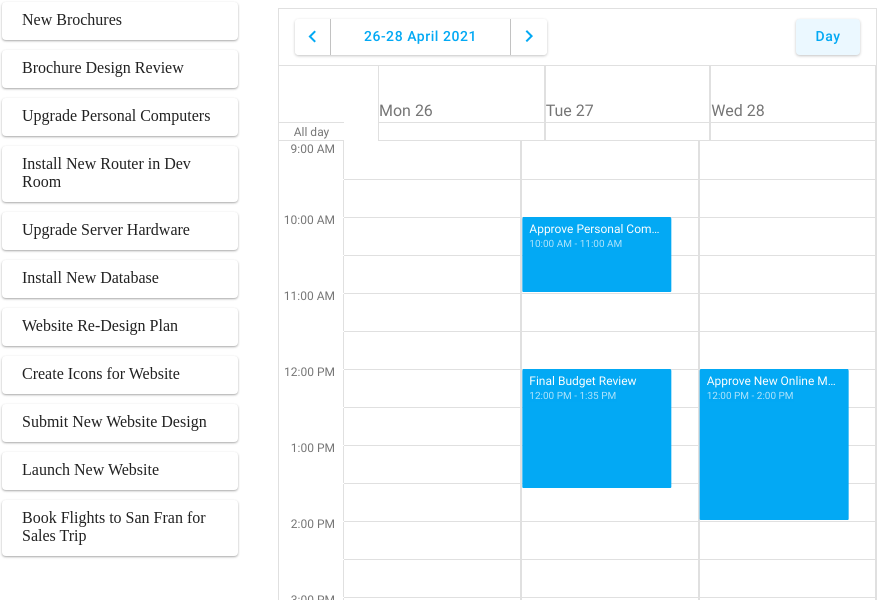 New Brochures
Brochure Design Review
Upgrade Personal Computers
Install New Router in Dev
Room
Upgrade Server Hardware
Install New Database
Website Re-Design Plan
Create Icons for Website
Submit New Website Design
Launch New Website
Book Flights to San Fran for
Sales Trip
26-28 April 2021
Day
Mon 26
Tue 27
Wed 28
All day
9:00 AM
10:00 AM
Approve Personal Com...
10:00 AM - 11:00 AM
11:00 AM
12:00 PM
Final Budget Review
12:00 PM - 1:35 PM
Approve New Online M...
12:00 PM - 2:00 PM
1:00 PM
2:00 PM
3:00 PM